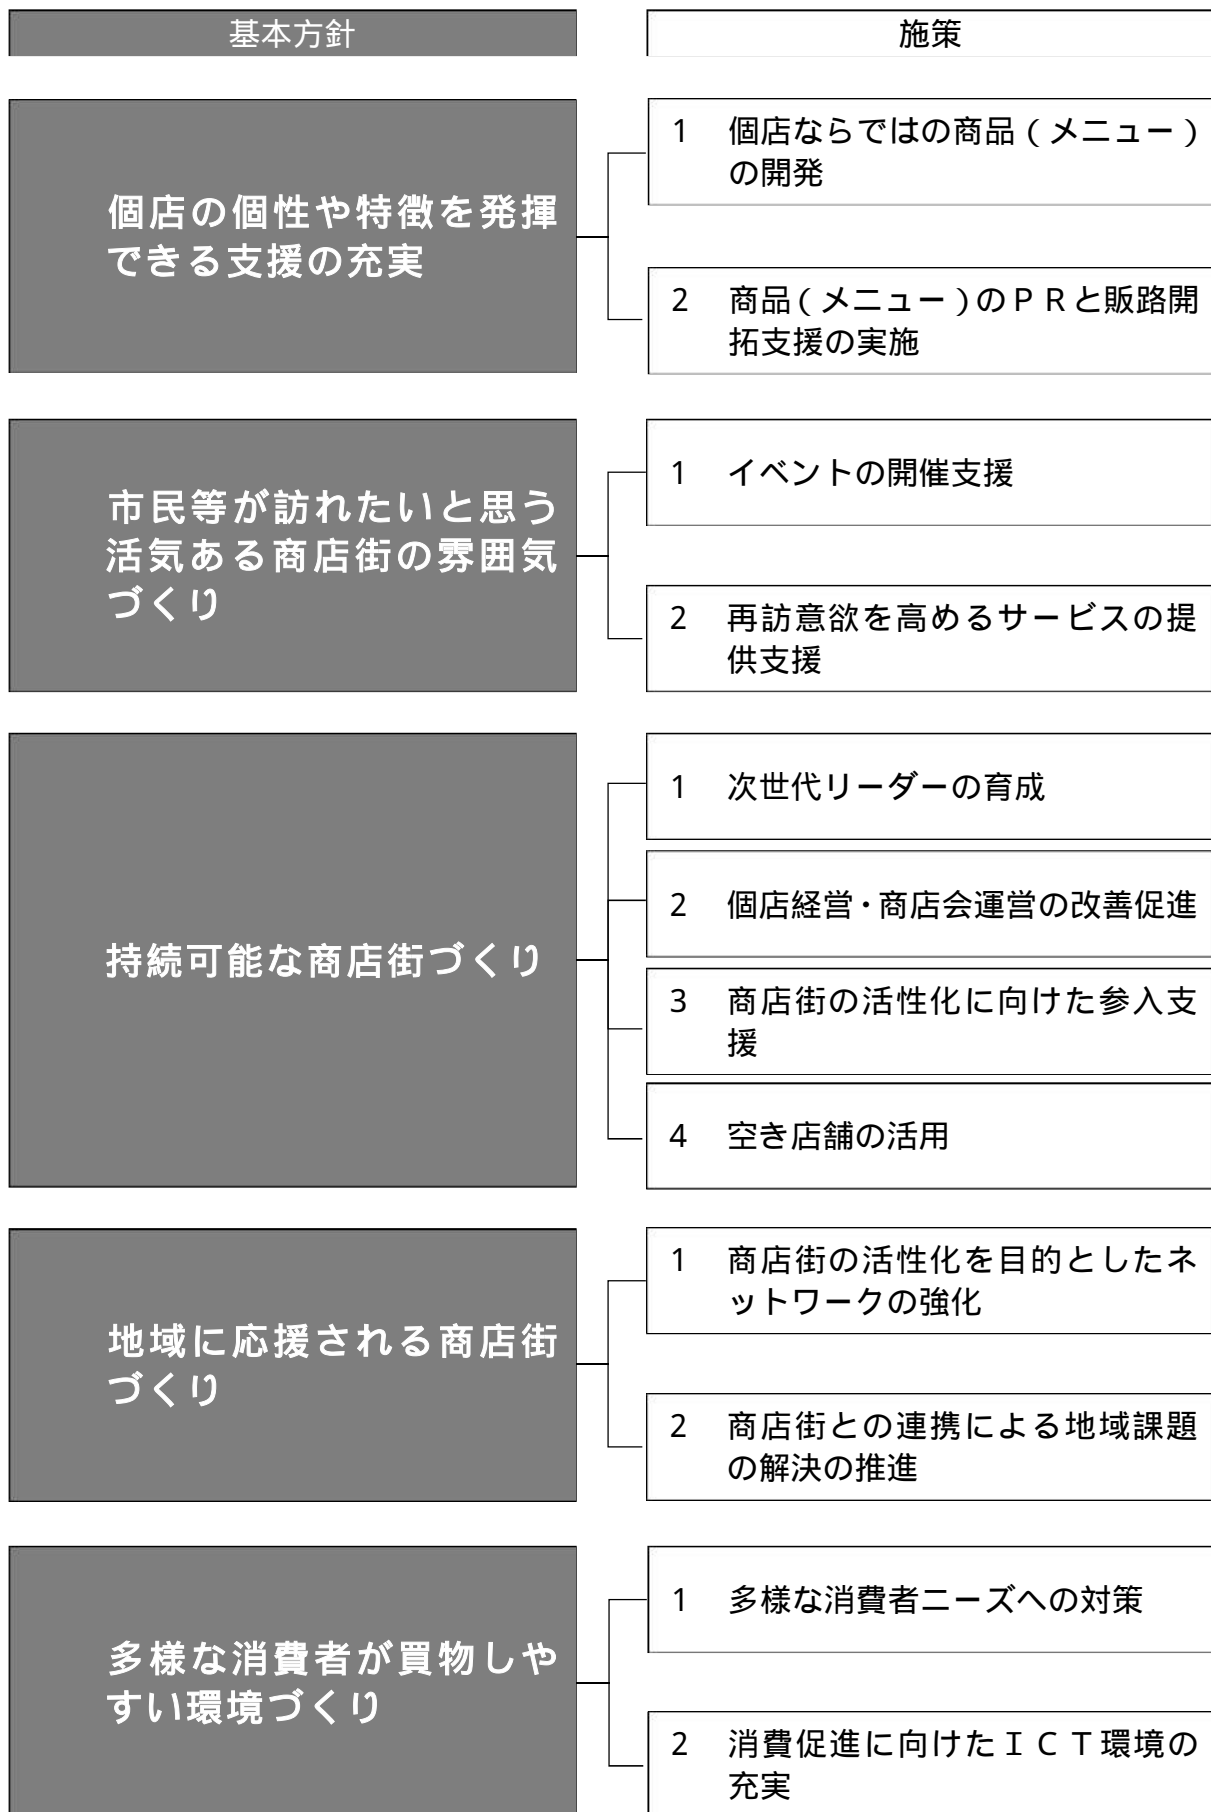 基本方針
施策
個店の個性や特徴を発揮
できる支援の充実
1 個店ならではの商品(メニュー)
の開発
2 商品(メニュー)のPRと販路開
拓支援の実施
市民等が訪れたいと思う
活気ある商店街の雰囲気
づくり
1 イベントの開催支援
2 再訪意欲を高めるサービスの提
供支援
持続可能な商店街づくり
1 次世代リーダーの育成
2 個店経営・商店会運営の改善促進
3 商店街の活性化に向けた参入支
援
4 空き店舗の活用
地域に応援される商店街
づくり
1 商店街の活性化を目的としたネ
ットワークの強化
2 商店街との連携による地域課題
の解決の推進
多様な消費者が買物しや
すい環境づくり
1 多様な消費者ニーズへの対策
2 消費促進に向けたICT環境の
充実